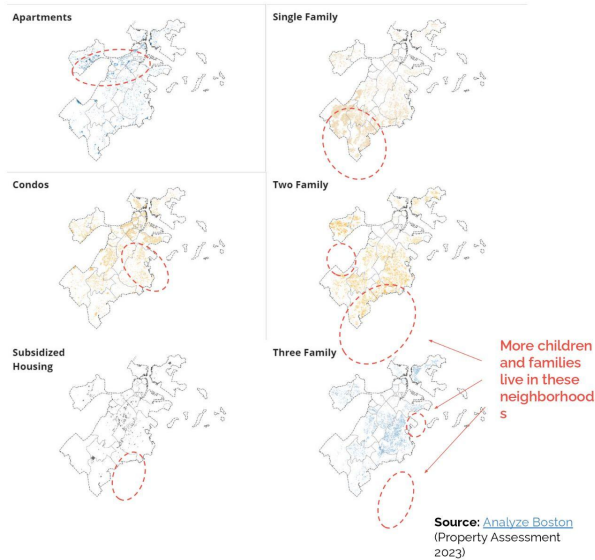 Apartments
Single Family
Condos
Two Family
Subsidized
Housing
Three Family
More children
and families
live in these
neighborhood
s
Source: Analyze Boston
(Property Assessment
2023)